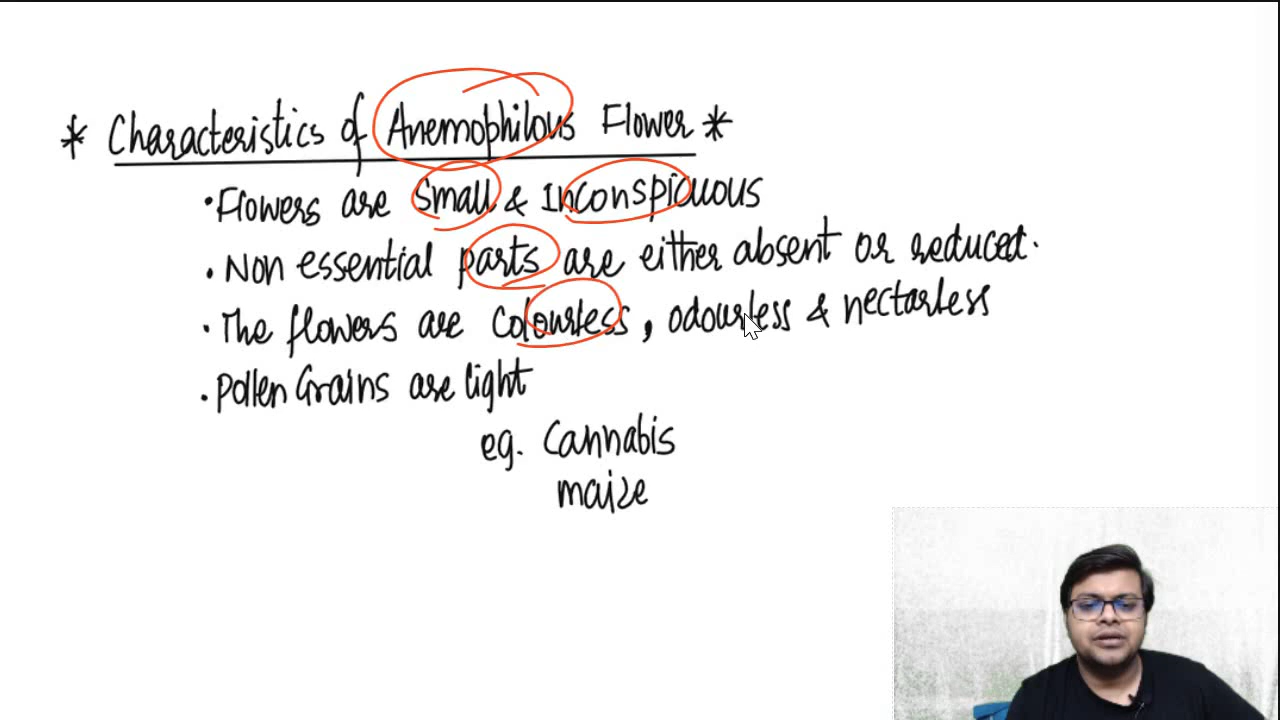 * Characteristics of Anemophilous Flower *
• Flowers are small & Inconspicuous
• Non essential parts are either absent or reduced.
• The flowers are colourless, odourless & nectarless
• Pollen Grains are light
eg. Cannabis
maize